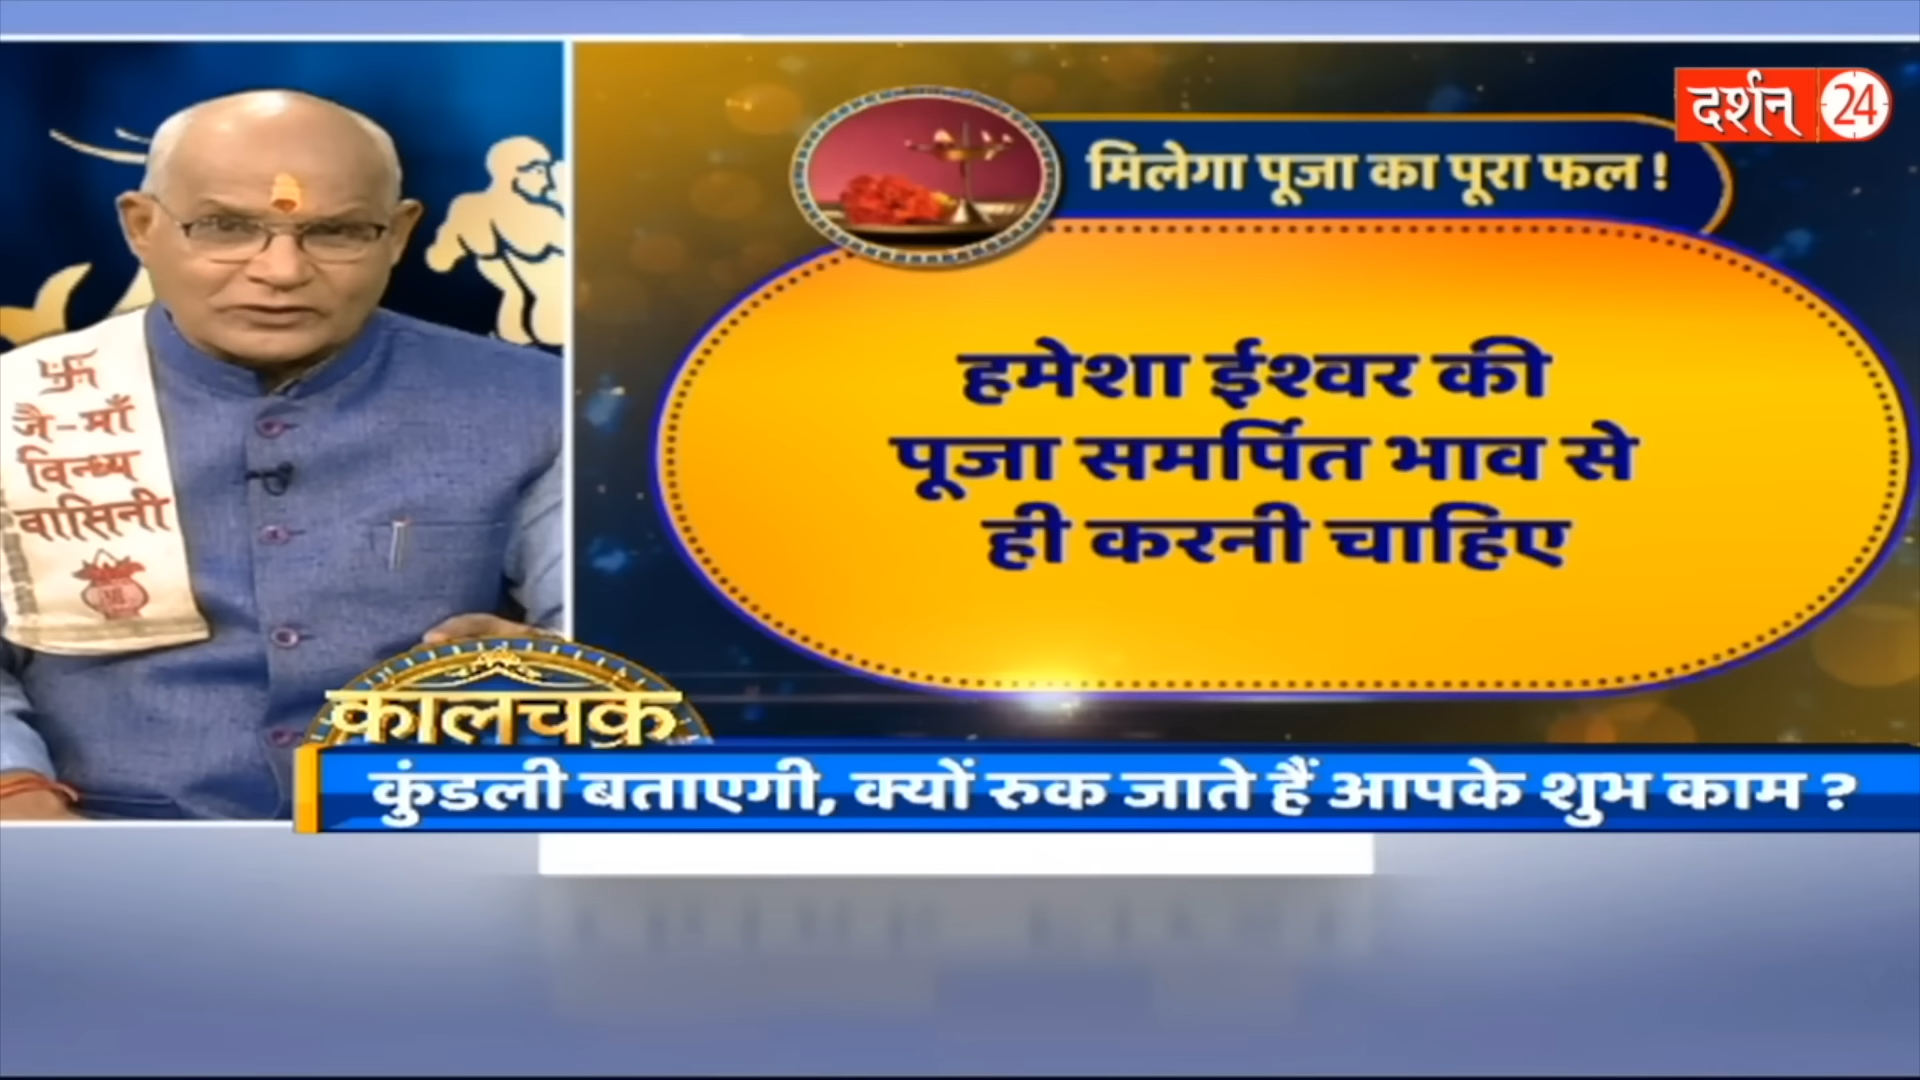 दर्शन 24
मिलेगा पूजा का पूरा फल !
हमेशा ईश्वर की
पूजा समर्पित भाव से
ही करनी चाहिए
जै-माँ
विन्ध्य
वासिनी
कालचक्र
कुंडली बताएगी, क्यों रुक जाते हैं आपके शुभ काम ?